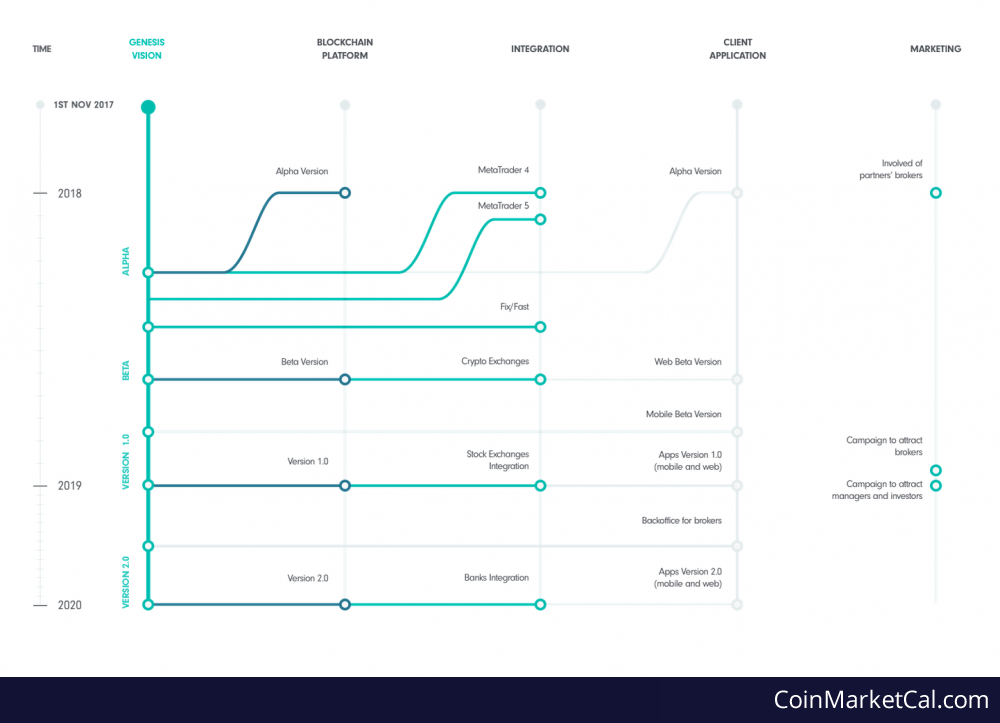 TIME
GENESIS
VISION
BLOCKCHAIN
PLATFORM
INTEGRATION
CLIENT
APPLICATION
MARKETING
1ST NOV 2017
2018
Alpha Version
MetaTrader 4
MetaTrader 5
Alpha Version
Involved of
partners' brokers
ALPHA
Fix/Fast
BETA
Beta Version
Crypto Exchanges
Web Beta Version
Mobile Beta Version
VERSION 1.0
Version 1.0
Stock Exchanges
Integration
Apps Version 1.0
(mobile and web)
Campaign to attract
brokers
2019
Campaign to attract
managers and investors
Backoffice for brokers
VERSION 2.0
Version 2.0
Banks Integration
Apps Version 2.0
(mobile and web)
2020
CoinMarketCal.com